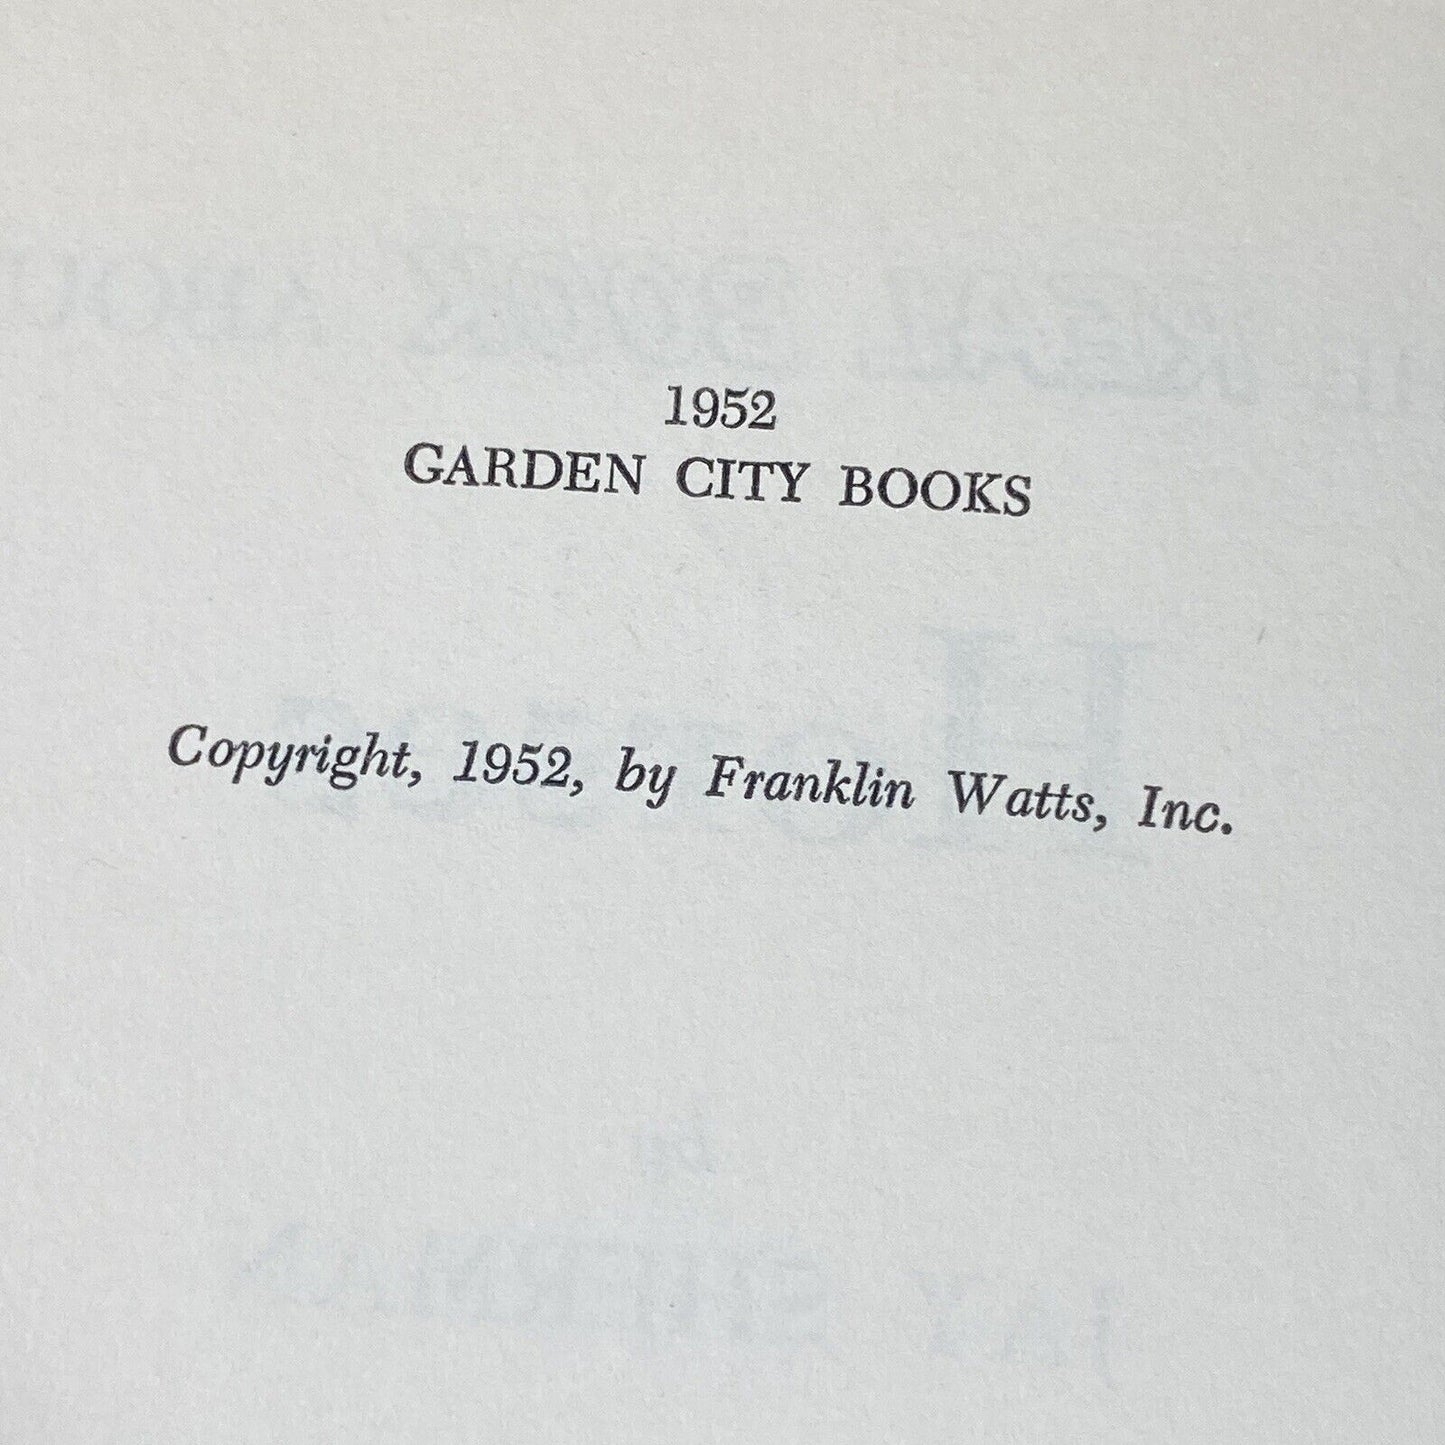 1952
GARDEN CITY BOOKS
Copyright, 1952, by Franklin Watts, Inc.